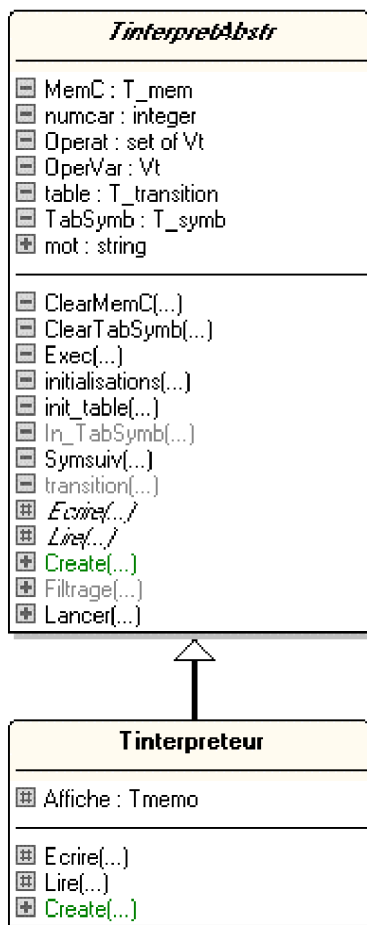 TinterpretAbstr
MemC : T_mem
numcar : integer
Operat : set of Vt
OperVar : Vt
table : T_transition
TabSymb : T_symb
mot : string
ClearMemC(...)
ClearTabSymb(...)
Exec(...)
initialisations(...)
init_table(...)
In_TabSymb(...)
Symsuiv(...)
transition(...)
Ecrire(...)
Lire(...)
Create(...)
Filtrage(...)
Lancer(...)
Tinterpreteur
Affiche : Tmemo
Ecrire(...)
Lire(...)
Create(...)